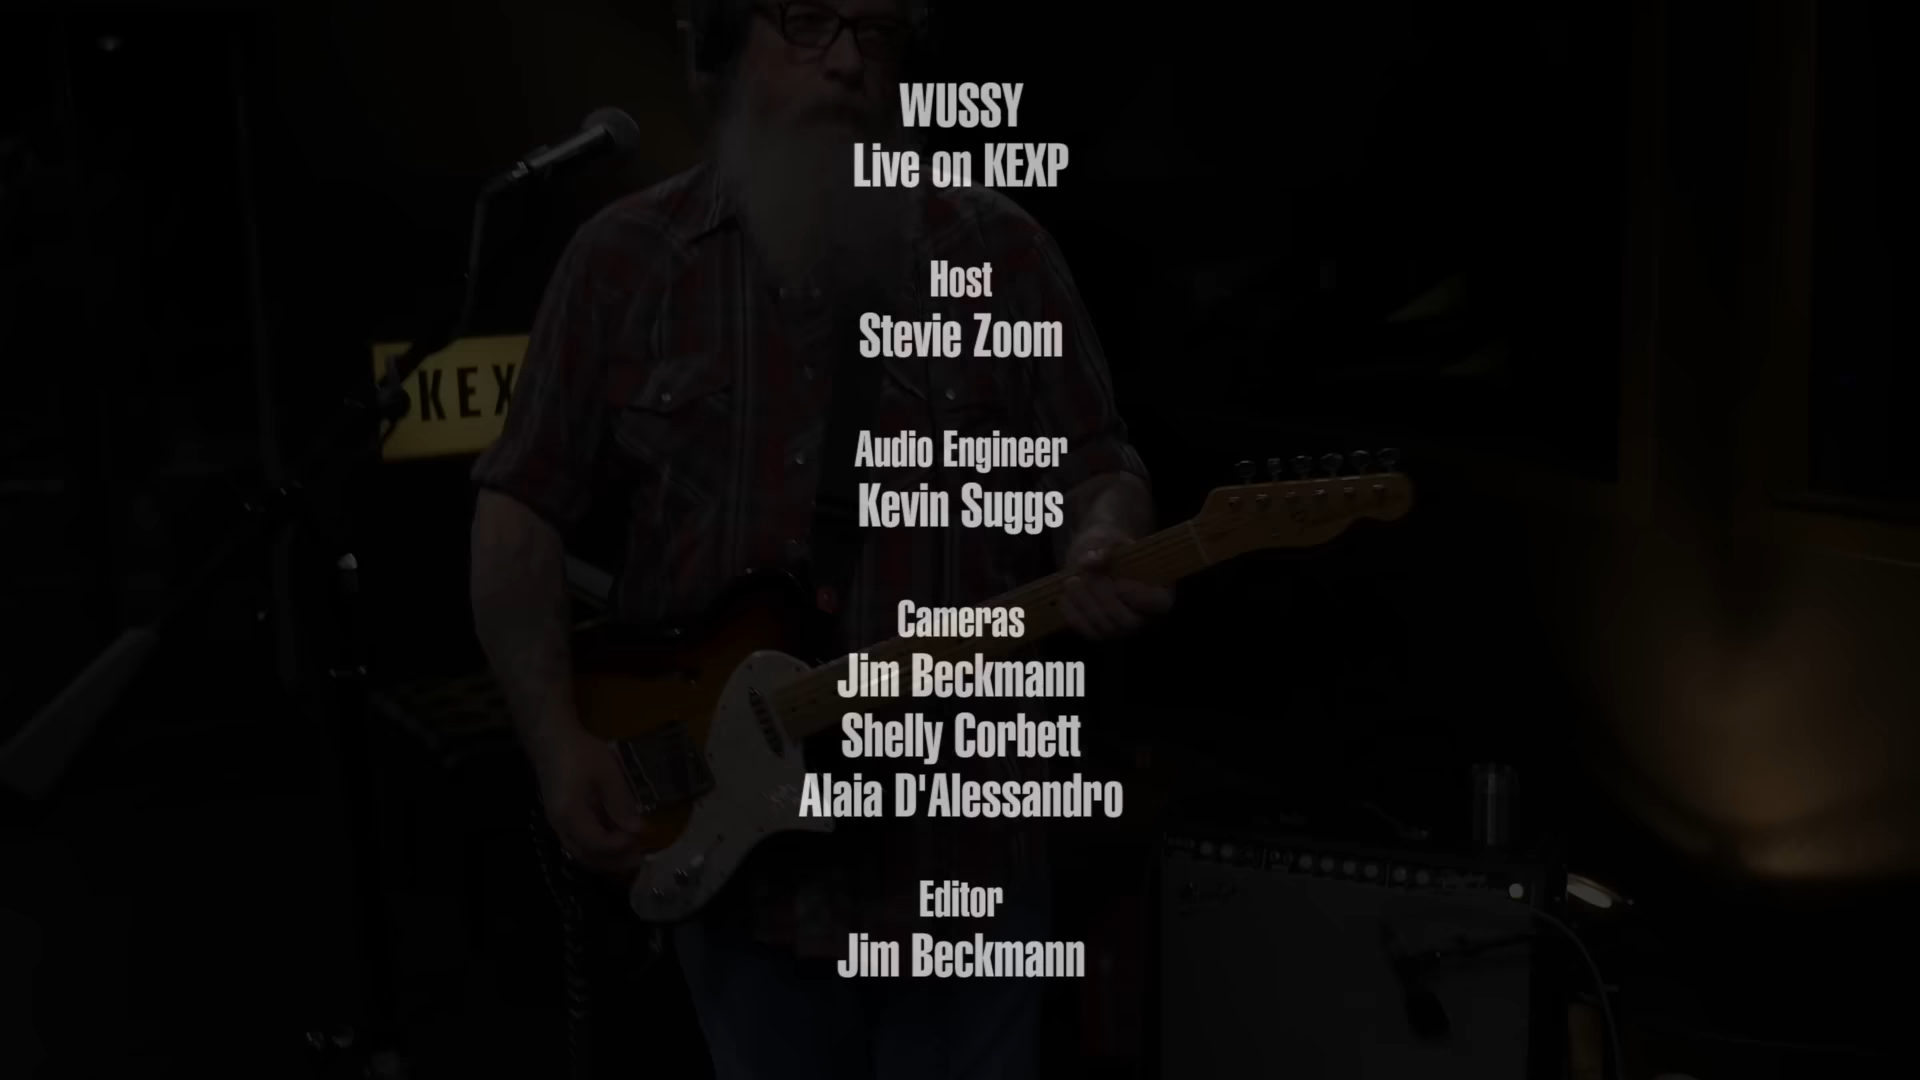 WUSSY
Live on KEXP
Host
Stevie Zoom
KEX
Audio Engineer
Kevin Suggs
Cameras
Jim Beckmann
Shelly Corbett
Alaia D'Alessandro
Editor
Jim Beckmann